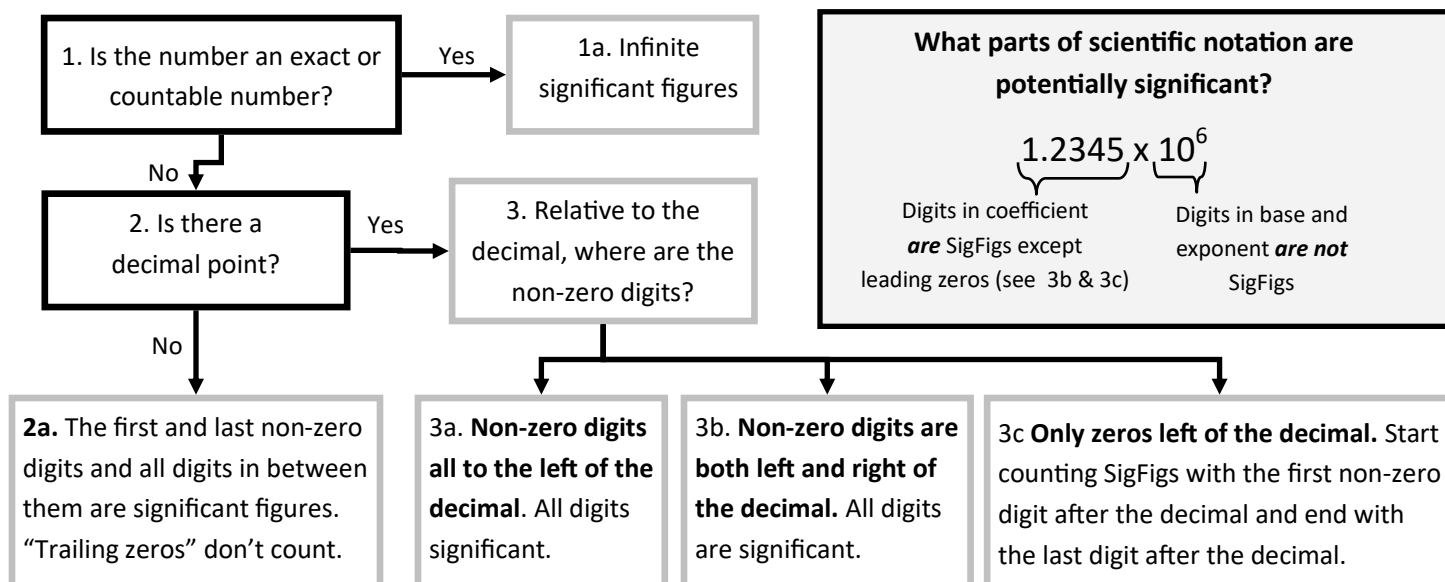 1. Is the number an exact or
countable number?
Yes
1a. Infinite
significant figures
No
2. Is there a
decimal point?
Yes
3. Relative to the
decimal, where are the
non-zero digits?
No
2a. The first and last non-zero
digits and all digits in between
them are significant figures.
“Trailing zeros” don’t count.
3a. Non-zero digits
all to the left of the
decimal. All digits
significant.
3b. Non-zero digits are
both left and right of
the decimal. All digits
are significant.
3c Only zeros left of the decimal. Start
counting SigFigs with the first non-zero
digit after the decimal and end with
the last digit after the decimal.
What parts of scientific notation are
potentially significant?
1.2345 x 10⁶
Digits in coefficient
are SigFigs except
leading zeros (see 3b & 3c)
Digits in base and
exponent are not
SigFigs